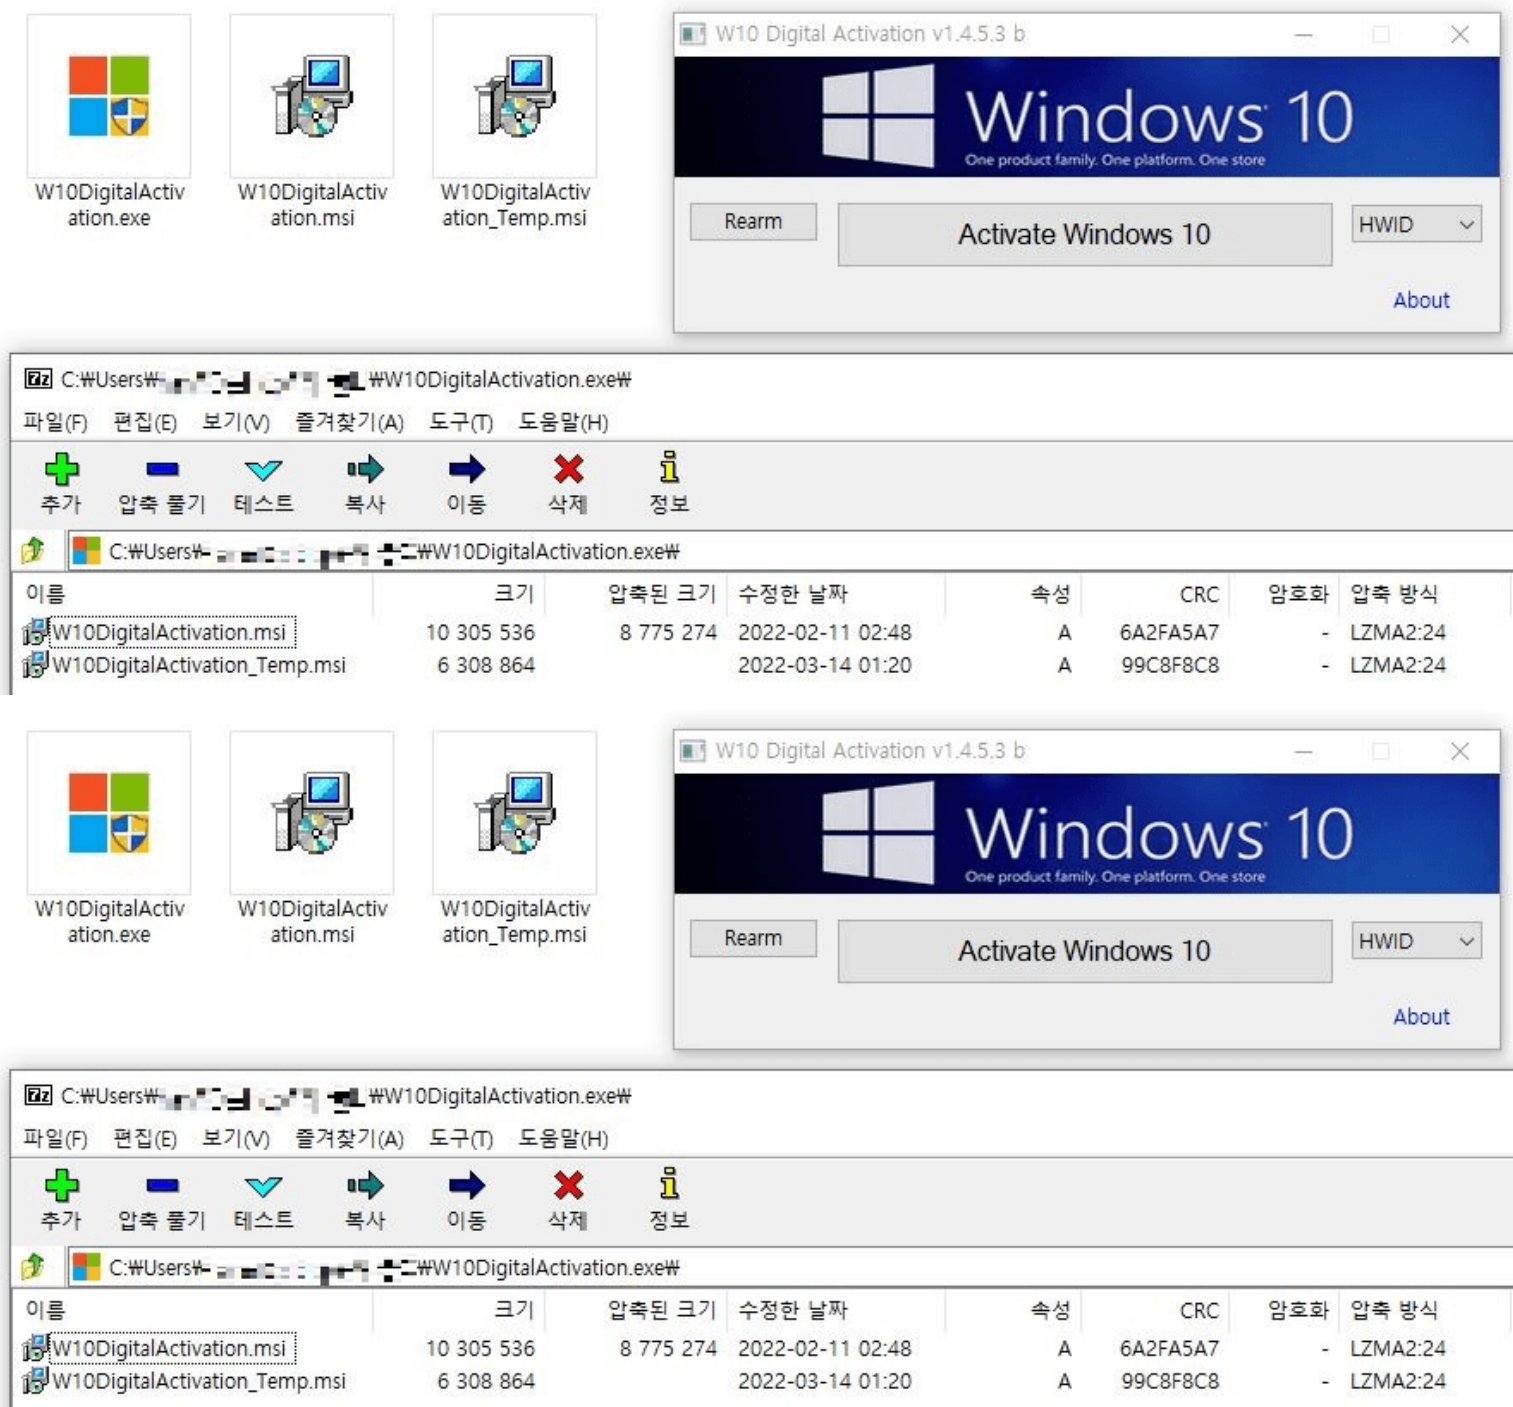 W10DigitalActiv
ation.exe
W10DigitalActiv
ation.msi
W10DigitalActiv
ation_Temp.msi
W10 Digital Activation v1.4.5.3 b
Windows 10
One product family. One platform. One store
Rearm
Activate Windows 10
HWID
About
C:₩Users₩ ₩W10DigitalActivation.exe₩
파일(F) 편집(E) 보기(V) 즐겨찾기(A) 도구(T) 도움말(H)
추가 압축 풀기 테스트 복사 이동 삭제 정보
C:₩Users₩ ₩W10DigitalActivation.exe₩
이름 크기 압축된 크기 수정한 날짜 속성 CRC 암호화 압축 방식
W10DigitalActivation.msi 10 305 536 8 775 274 2022-02-11 02:48 A 6A2FA5A7 - LZMA2:24
W10DigitalActivation_Temp.msi 6 308 864 2022-03-14 01:20 A 99C8F8C8 - LZMA2:24
W10DigitalActiv
ation.exe
W10DigitalActiv
ation.msi
W10DigitalActiv
ation_Temp.msi
W10 Digital Activation v1.4.5.3 b
Windows 10
One product family. One platform. One store
Rearm
Activate Windows 10
HWID
About
C:₩Users₩ ₩W10DigitalActivation.exe₩
파일(F) 편집(E) 보기(V) 즐겨찾기(A) 도구(T) 도움말(H)
추가 압축 풀기 테스트 복사 이동 삭제 정보
C:₩Users₩ ₩W10DigitalActivation.exe₩
이름 크기 압축된 크기 수정한 날짜 속성 CRC 암호화 압축 방식
W10DigitalActivation.msi 10 305 536 8 775 274 2022-02-11 02:48 A 6A2FA5A7 - LZMA2:24
W10DigitalActivation_Temp.msi 6 308 864 2022-03-14 01:20 A 99C8F8C8 - LZMA2:24